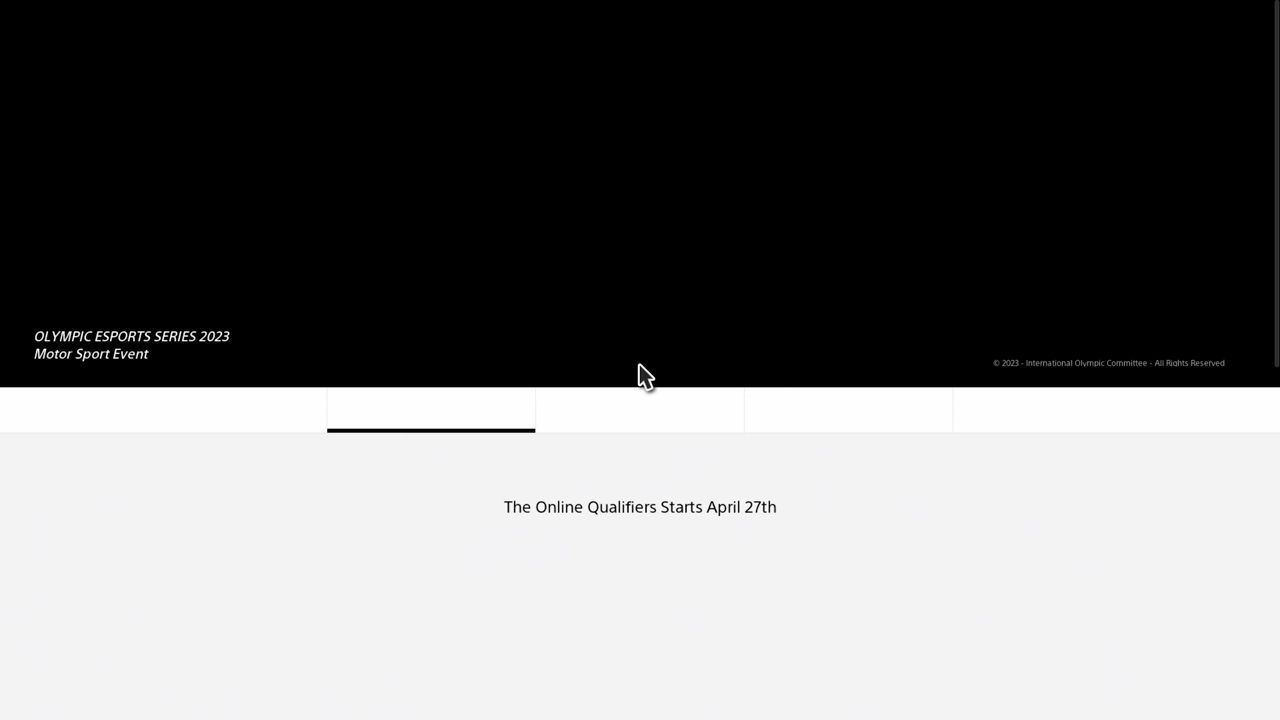 OLYMPIC ESPORTS SERIES 2023
Motor Sport Event
© 2023 - International Olympic Committee - All Rights Reserved
The Online Qualifiers Starts April 27th